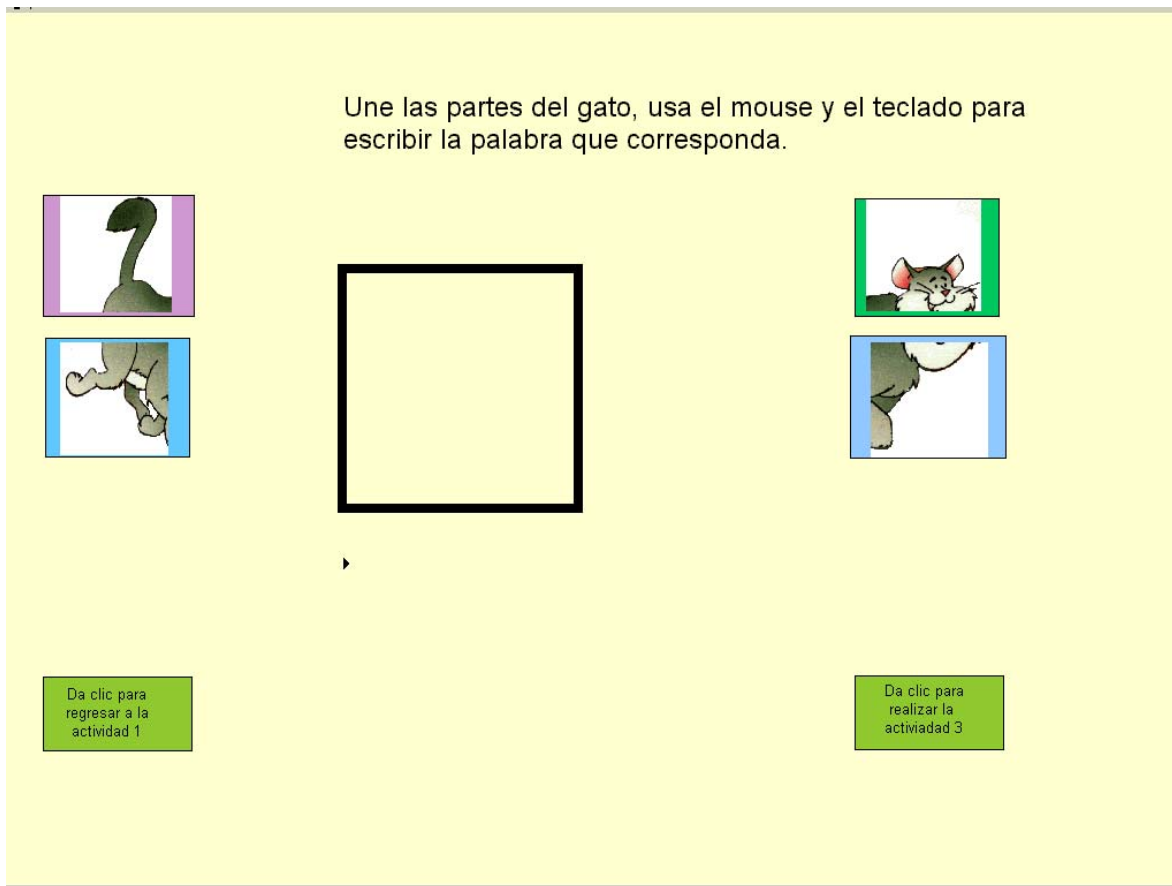 Une las partes del gato, usa el mouse y el teclado para
escribir la palabra que corresponda.
Da clic para
regresar a la
actividad 1
Da clic para
realizar la
activiadad 3